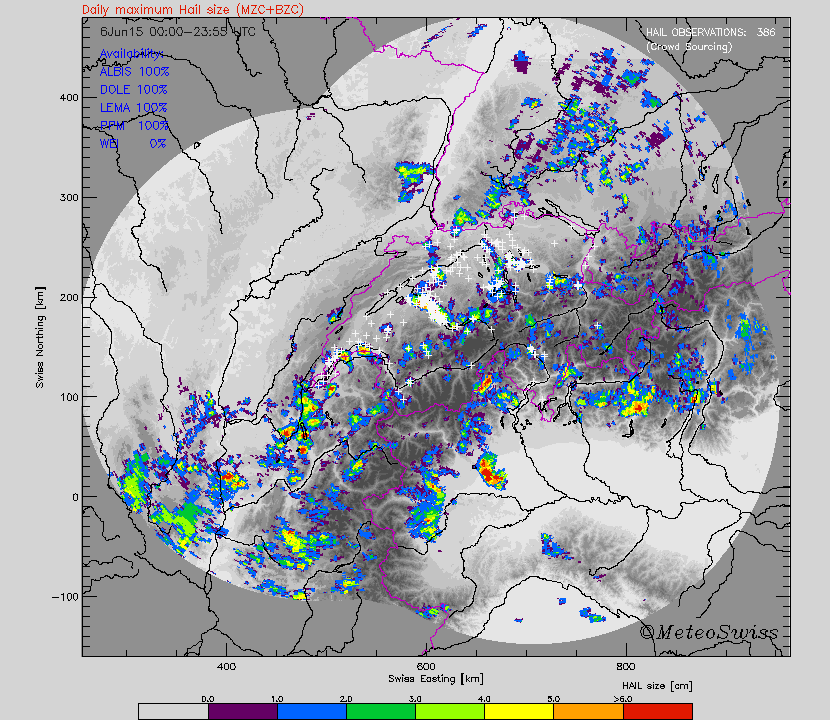 Daily maximum Hail size (MZC+BZC)
6Jun15 00:00-23:55 UTC
HAIL OBSERVATIONS: 386
(Crowd Sourcing)
Availability:
ALBIS 100%
DOLE 100%
LEMA 100%
PPM 100%
WEI 0%
400
300
200
100
0
-100
Swiss Northing [km]
©MeteoSwiss
400 600 800
Swiss Easting [km]
HAIL size [cm]
0.0 1.0 2.0 3.0 4.0 5.0 >6.0